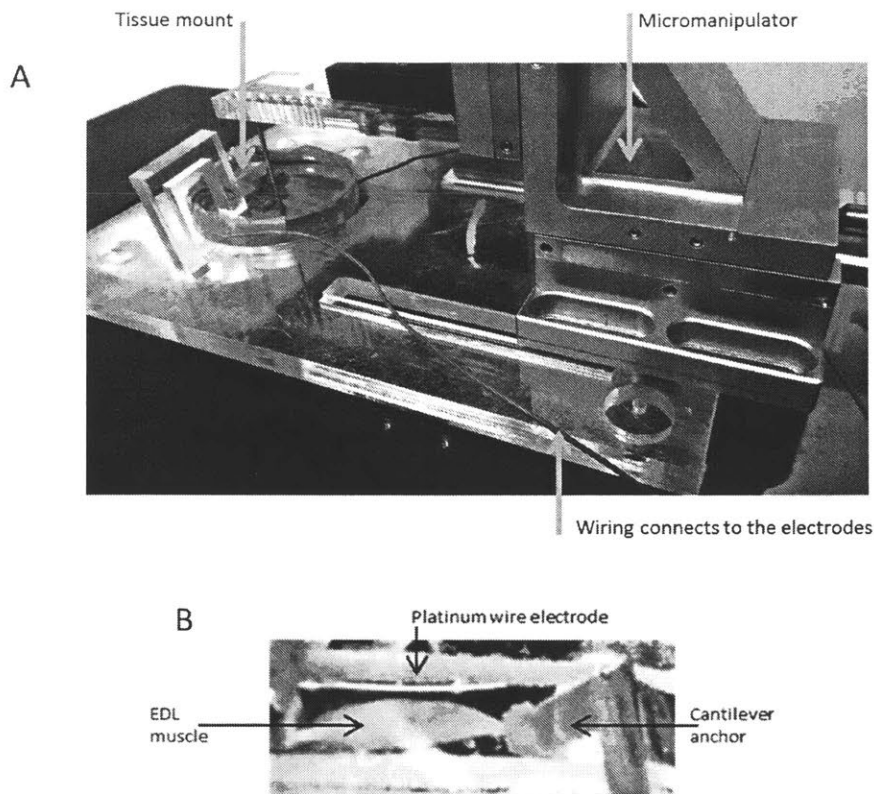 Tissue mount
Micromanipulator
A
Wiring connects to the electrodes
B
Platinum wire electrode
EDL
muscle
Cantilever
anchor